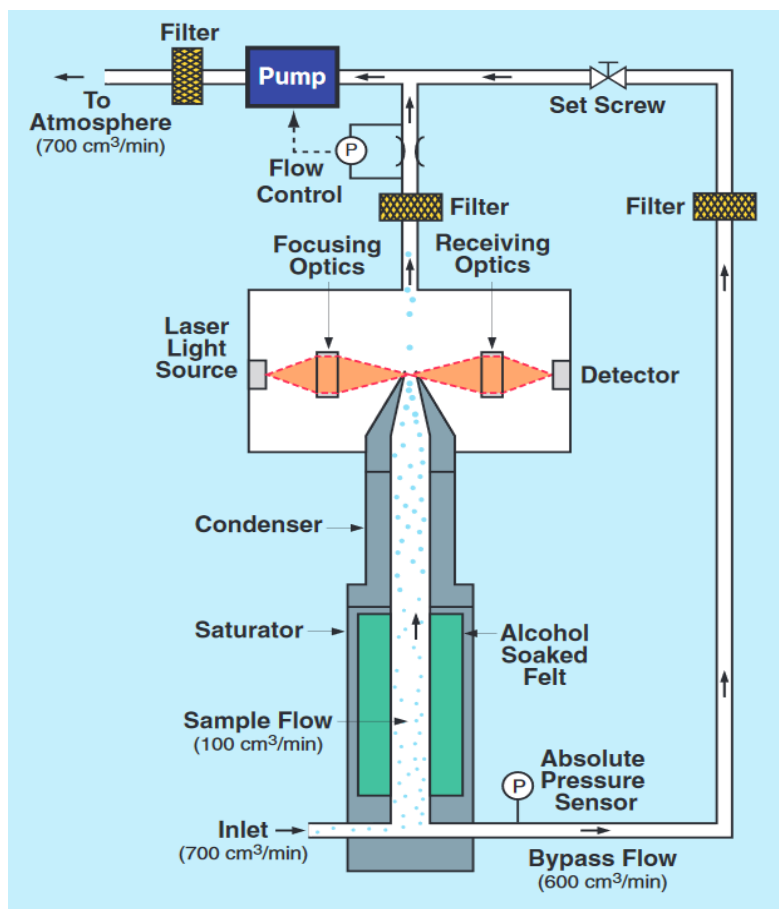 Filter
Pump
To
Atmosphere
(700 cm³/min)
Set Screw
P
Flow
Control
Filter
Filter
Focusing
Optics
Receiving
Optics
Laser
Light
Source
Detector
Condenser
Saturator
Alcohol
Soaked
Felt
Sample Flow
(100 cm³/min)
Absolute
P Pressure
Sensor
Inlet
(700 cm³/min)
Bypass Flow
(600 cm³/min)